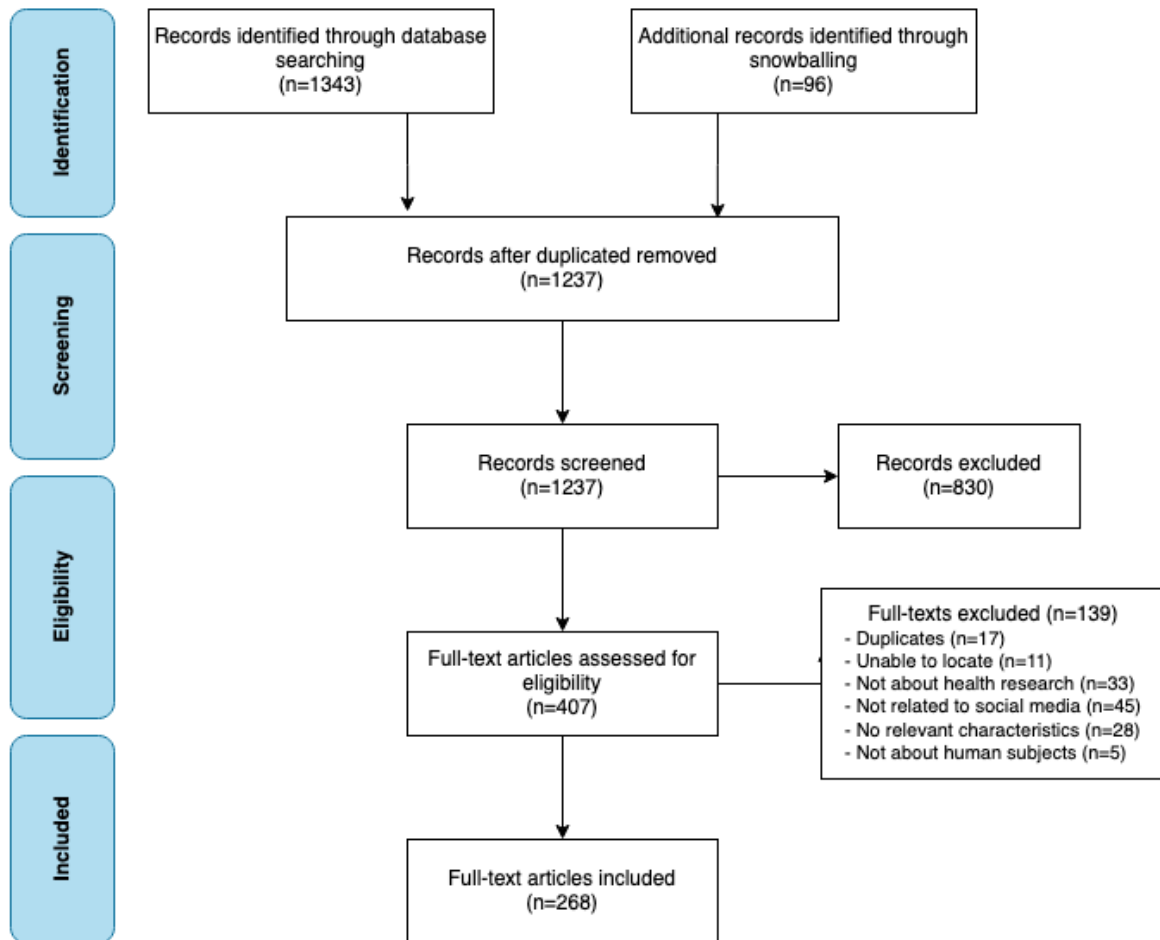 Identification
Records identified through database
searching
(n=1343)
Additional records identified through
snowballing
(n=96)
Screening
Records after duplicated removed
(n=1237)
Records screened
(n=1237)
Records excluded
(n=830)
Eligibility
Full-text articles assessed for
eligibility
(n=407)
Full-texts excluded (n=139)
- Duplicates (n=17)
- Unable to locate (n=11)
- Not about health research (n=33)
- Not related to social media (n=45)
- No relevant characteristics (n=28)
- Not about human subjects (n=5)
Included
Full-text articles included
(n=268)